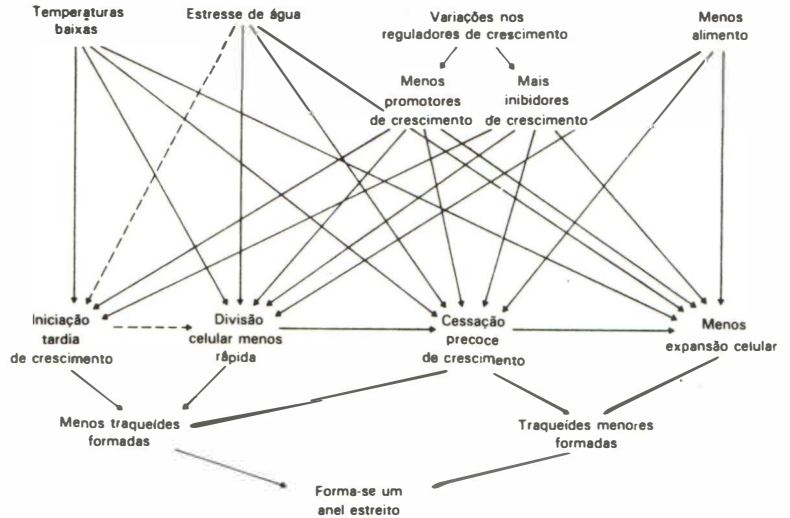 Temperaturas
baixas
Estresse de água
Variações nos
reguladores de crescimento
Menos
alimento
Menos
promotores
de crescimento
Mais
inibidores
de crescimento
Iniciação
tardia
de crescimento
Divisão
celular menos
rápida
Cessação
precoce
de crescimento
Menos
expansão celular
Menos traqueídes
formadas
Traqueídes menores
formadas
Forma-se um
anel estreito